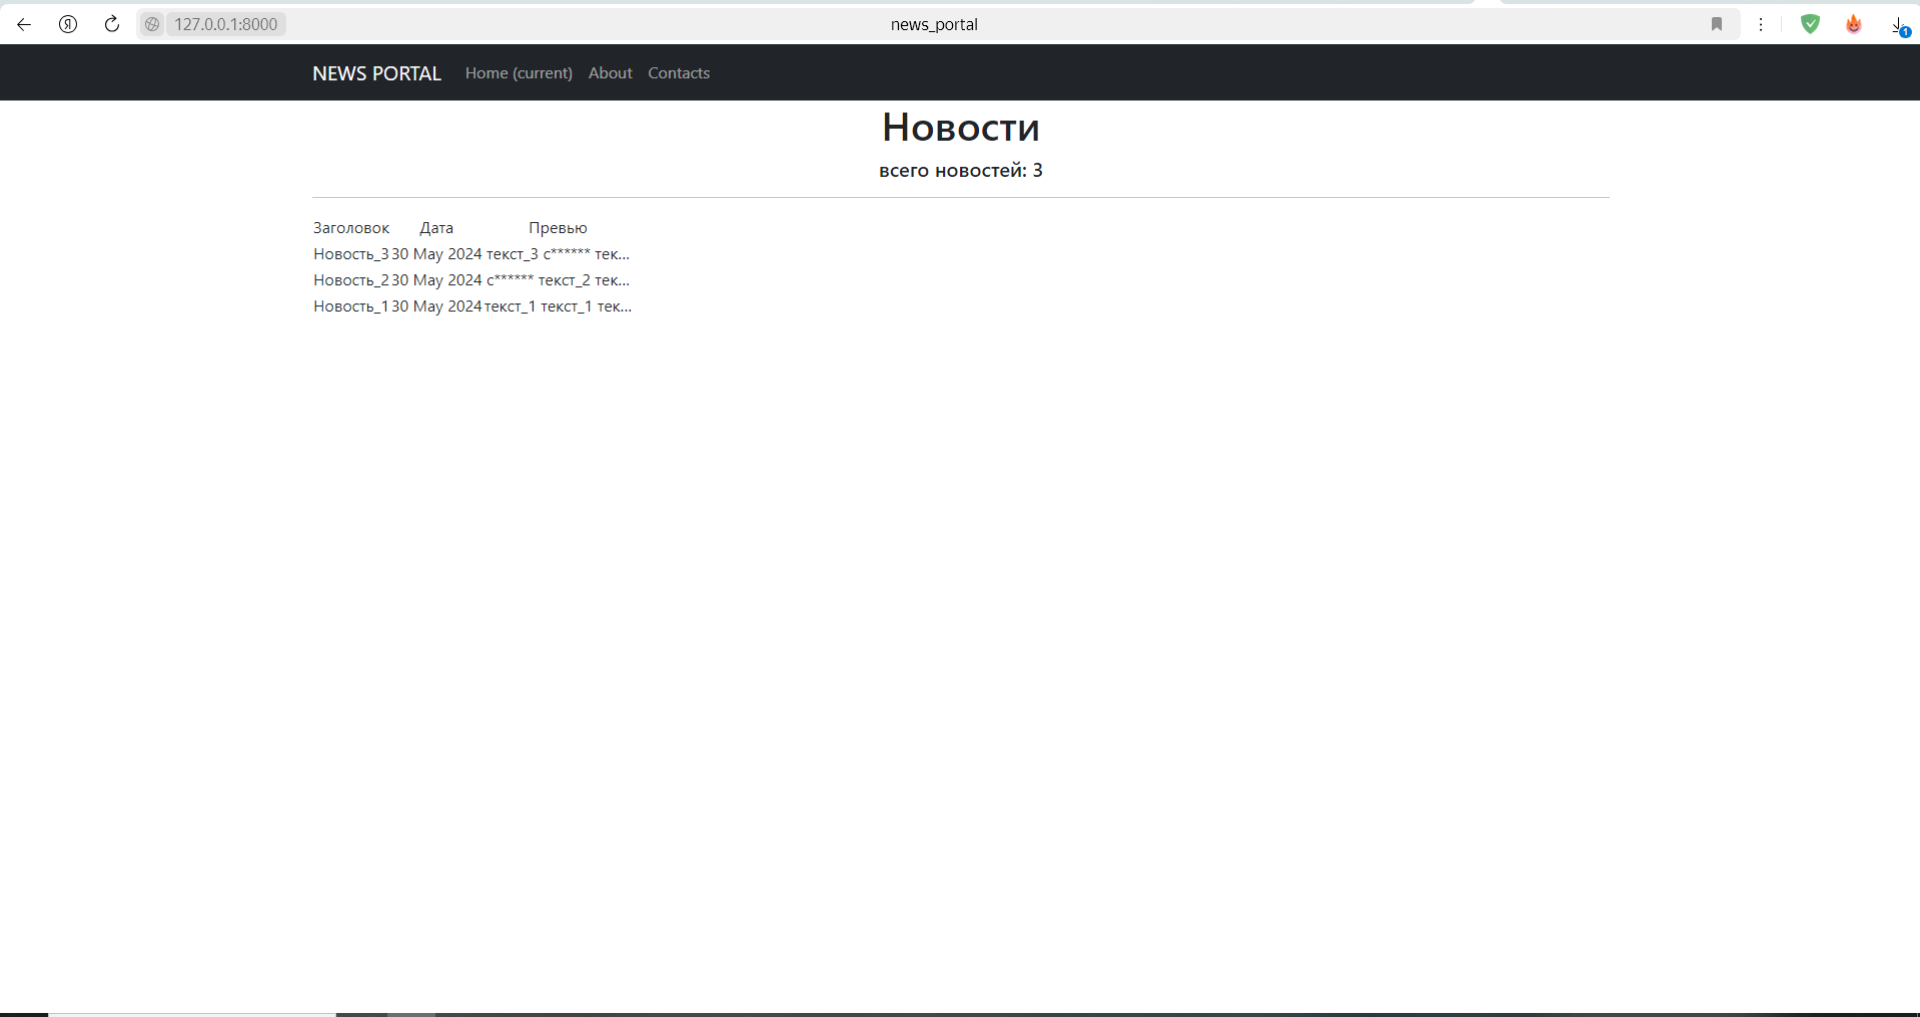 127.0.0.1:8000 news_portal
1
NEWS PORTAL Home (current) About Contacts
Новости
всего новостей: 3
Заголовок Дата Превью
Новость_3 30 May 2024 текст_3 с****** тек...
Новость_2 30 May 2024 с****** текст_2 тек...
Новость_1 30 May 2024 текст_1 текст_1 тек...